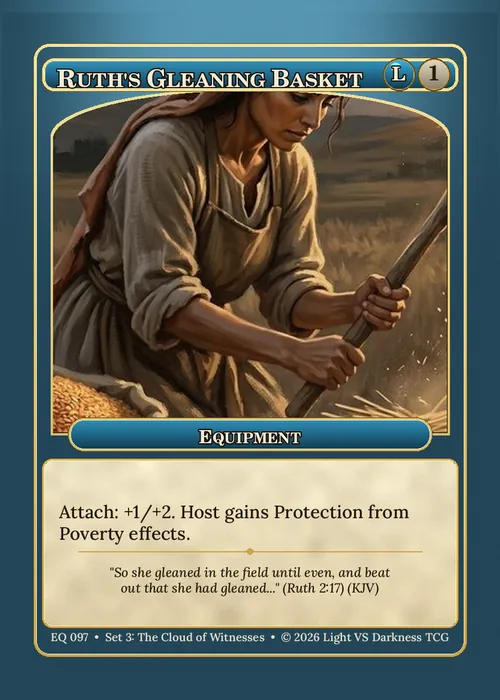 Ruth's Gleaning Basket L 1
Equipment
Attach: +1/+2. Host gains Protection from
Poverty effects.
"So she gleaned in the field until even, and beat
out that she had gleaned..." (Ruth 2:17) (KJV)
EQ 097 • Set 3: The Cloud of Witnesses • © 2026 Light VS Darkness TCG